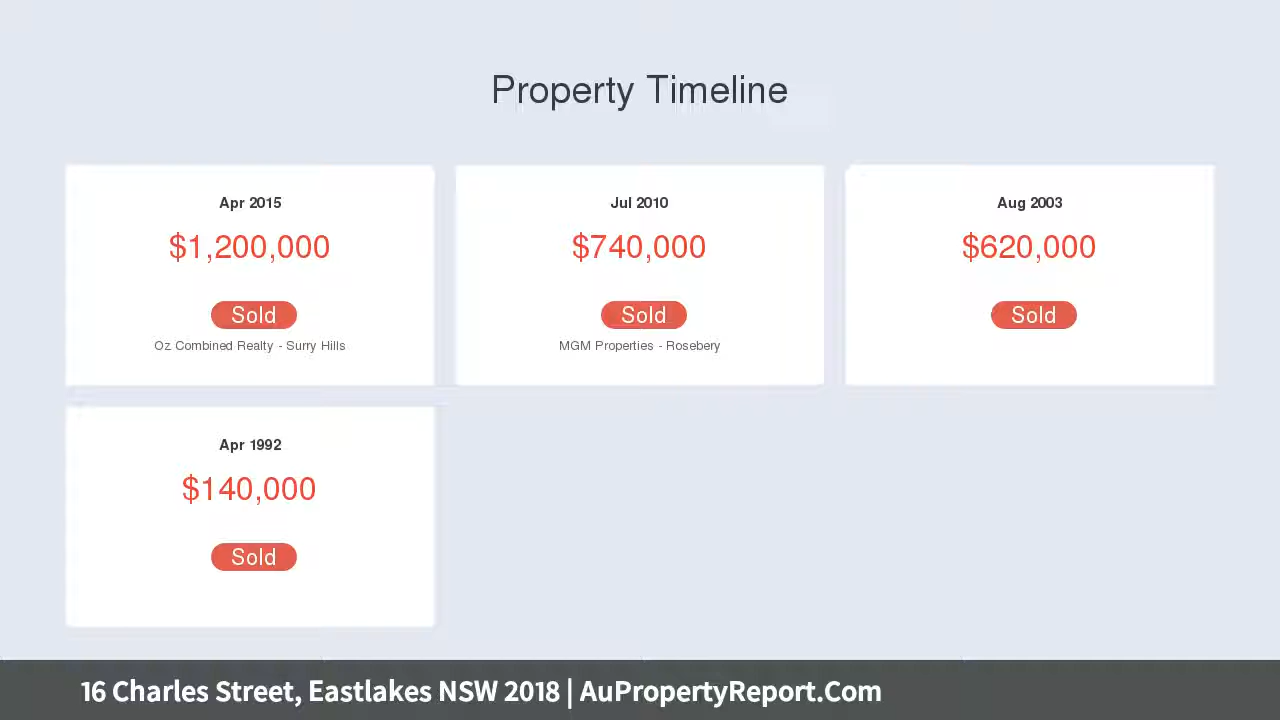 Property Timeline
Apr 2015
$1,200,000
Sold
Oz Combined Realty - Surry Hills
Jul 2010
$740,000
Sold
MGM Properties - Rosebery
Aug 2003
$620,000
Sold
Apr 1992
$140,000
Sold
16 Charles Street, Eastlakes NSW 2018 | AuPropertyReport.Com